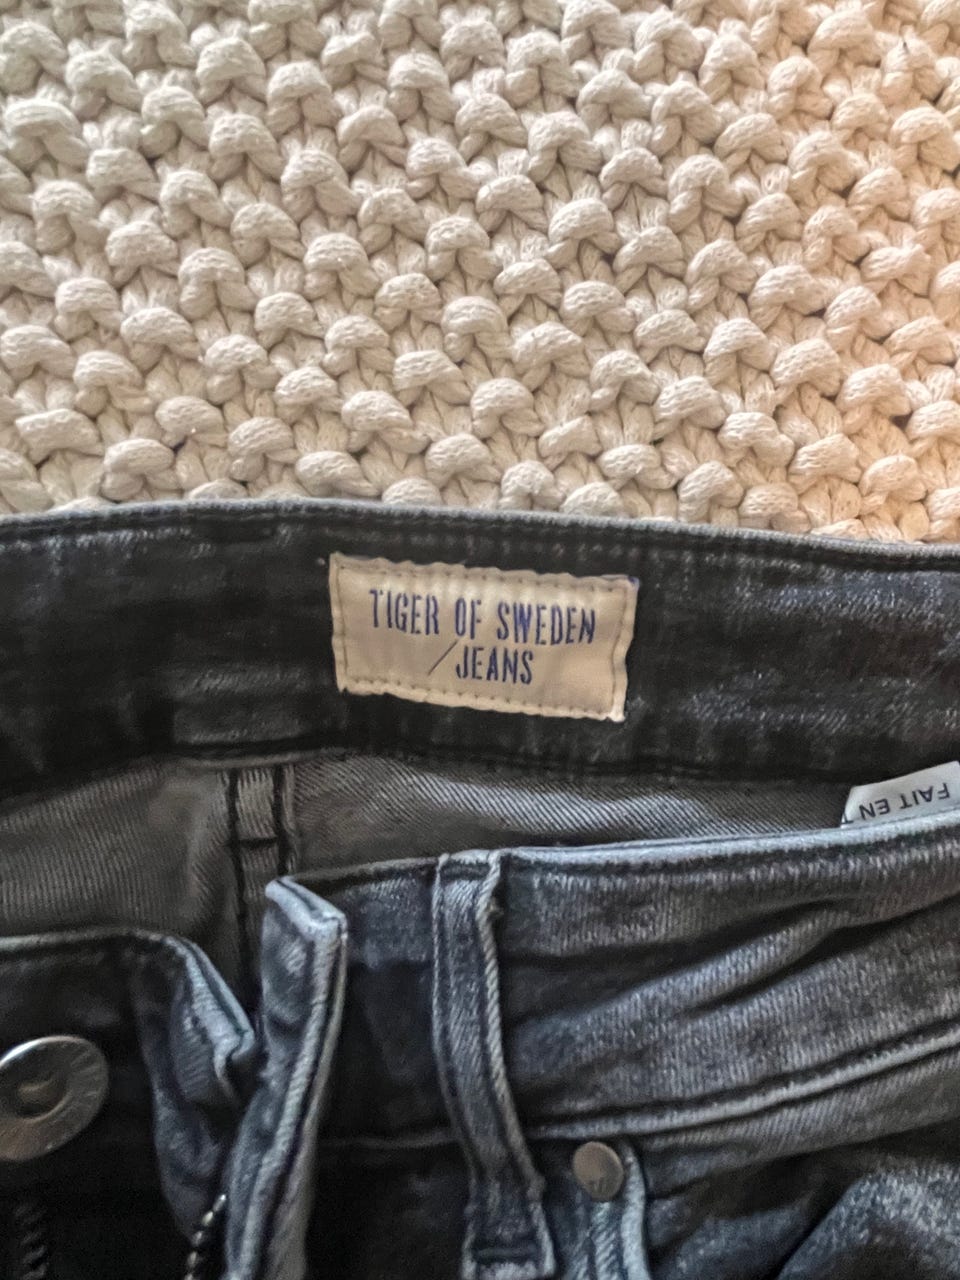 TIGER OF SWEDEN
/JEANS
FAIT EN